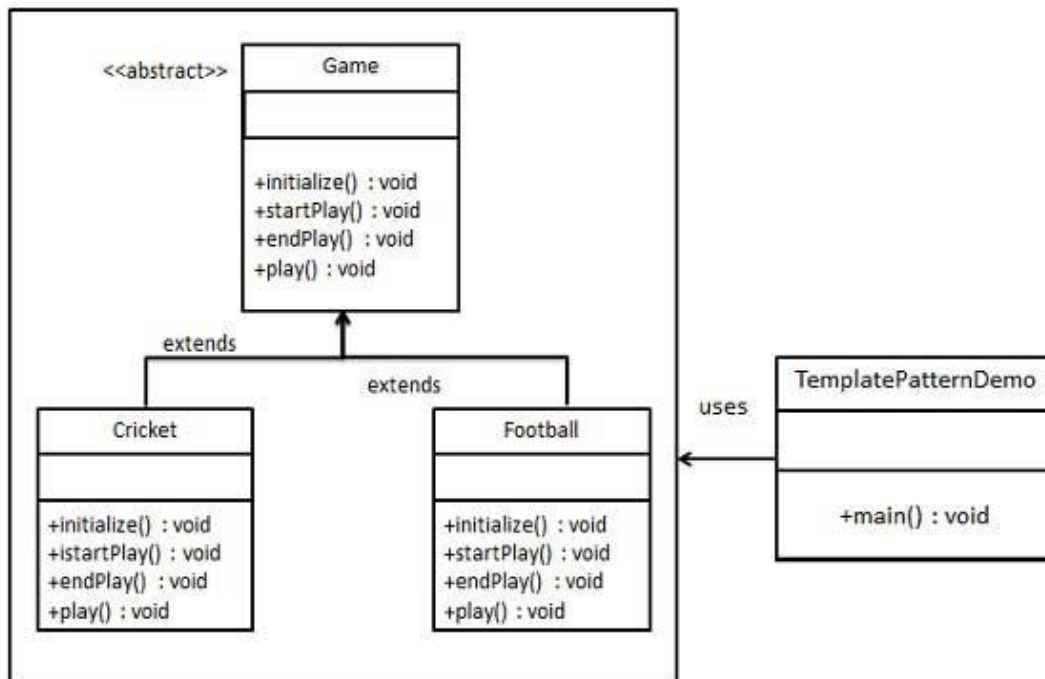 <<abstract>>
Game
+initialize() : void
+startPlay() : void
+endPlay() : void
+play() : void
extends
extends
Cricket
+initialize() : void
+istartPlay() : void
+endPlay() : void
+play() : void
Football
+initialize() : void
+startPlay() : void
+endPlay() : void
+play() : void
uses
TemplatePatternDemo
+main() : void